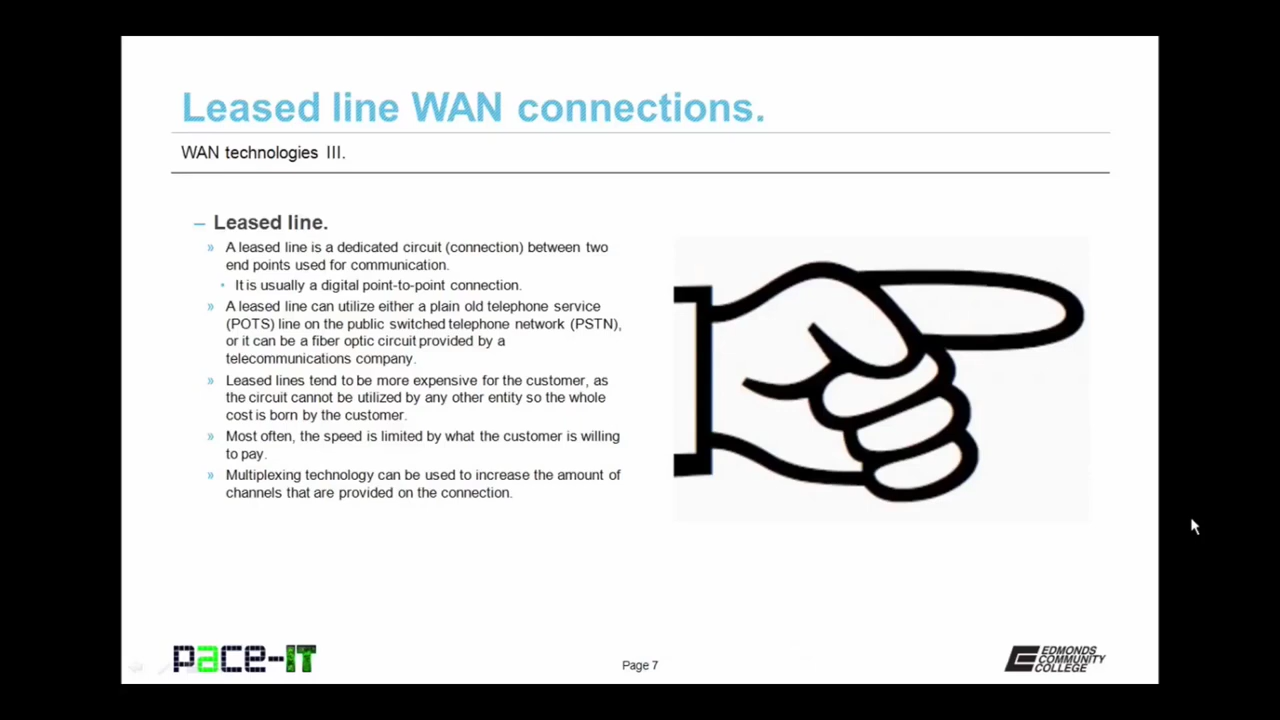 Leased line WAN connections.
WAN technologies III.
– Leased line.
» A leased line is a dedicated circuit (connection) between two
end points used for communication.
• It is usually a digital point-to-point connection.
» A leased line can utilize either a plain old telephone service
(POTS) line on the public switched telephone network (PSTN),
or it can be a fiber optic circuit provided by a
telecommunications company.
» Leased lines tend to be more expensive for the customer, as
the circuit cannot be utilized by any other entity so the whole
cost is born by the customer.
» Most often, the speed is limited by what the customer is willing
to pay.
» Multiplexing technology can be used to increase the amount of
channels that are provided on the connection.
pace-IT
Page 7
EDMONDS
COMMUNITY
COLLEGE